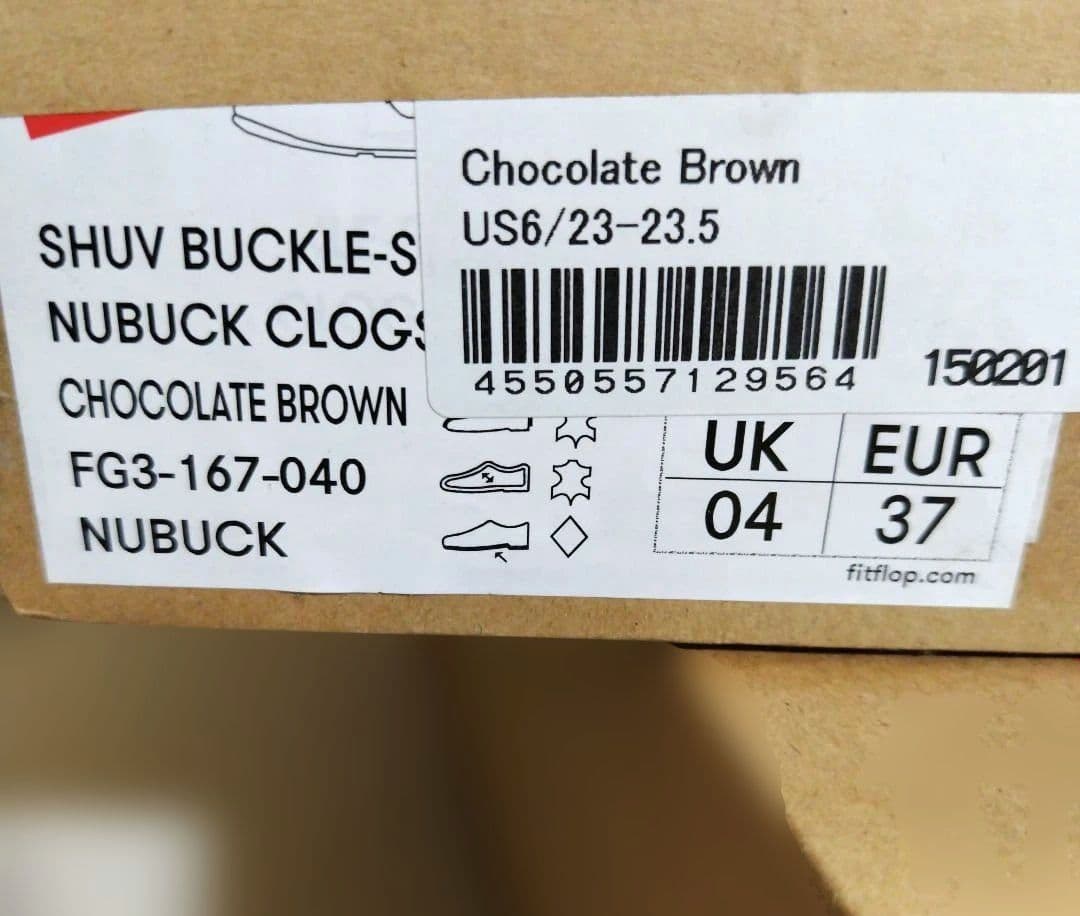 Chocolate Brown
US6/23-23.5
4550557129564
150201
SHUV BUCKLE-S
NUBUCK CLOGS
CHOCOLATE BROWN
FG3-167-040
NUBUCK
UK EUR
04 37
fitflop.com